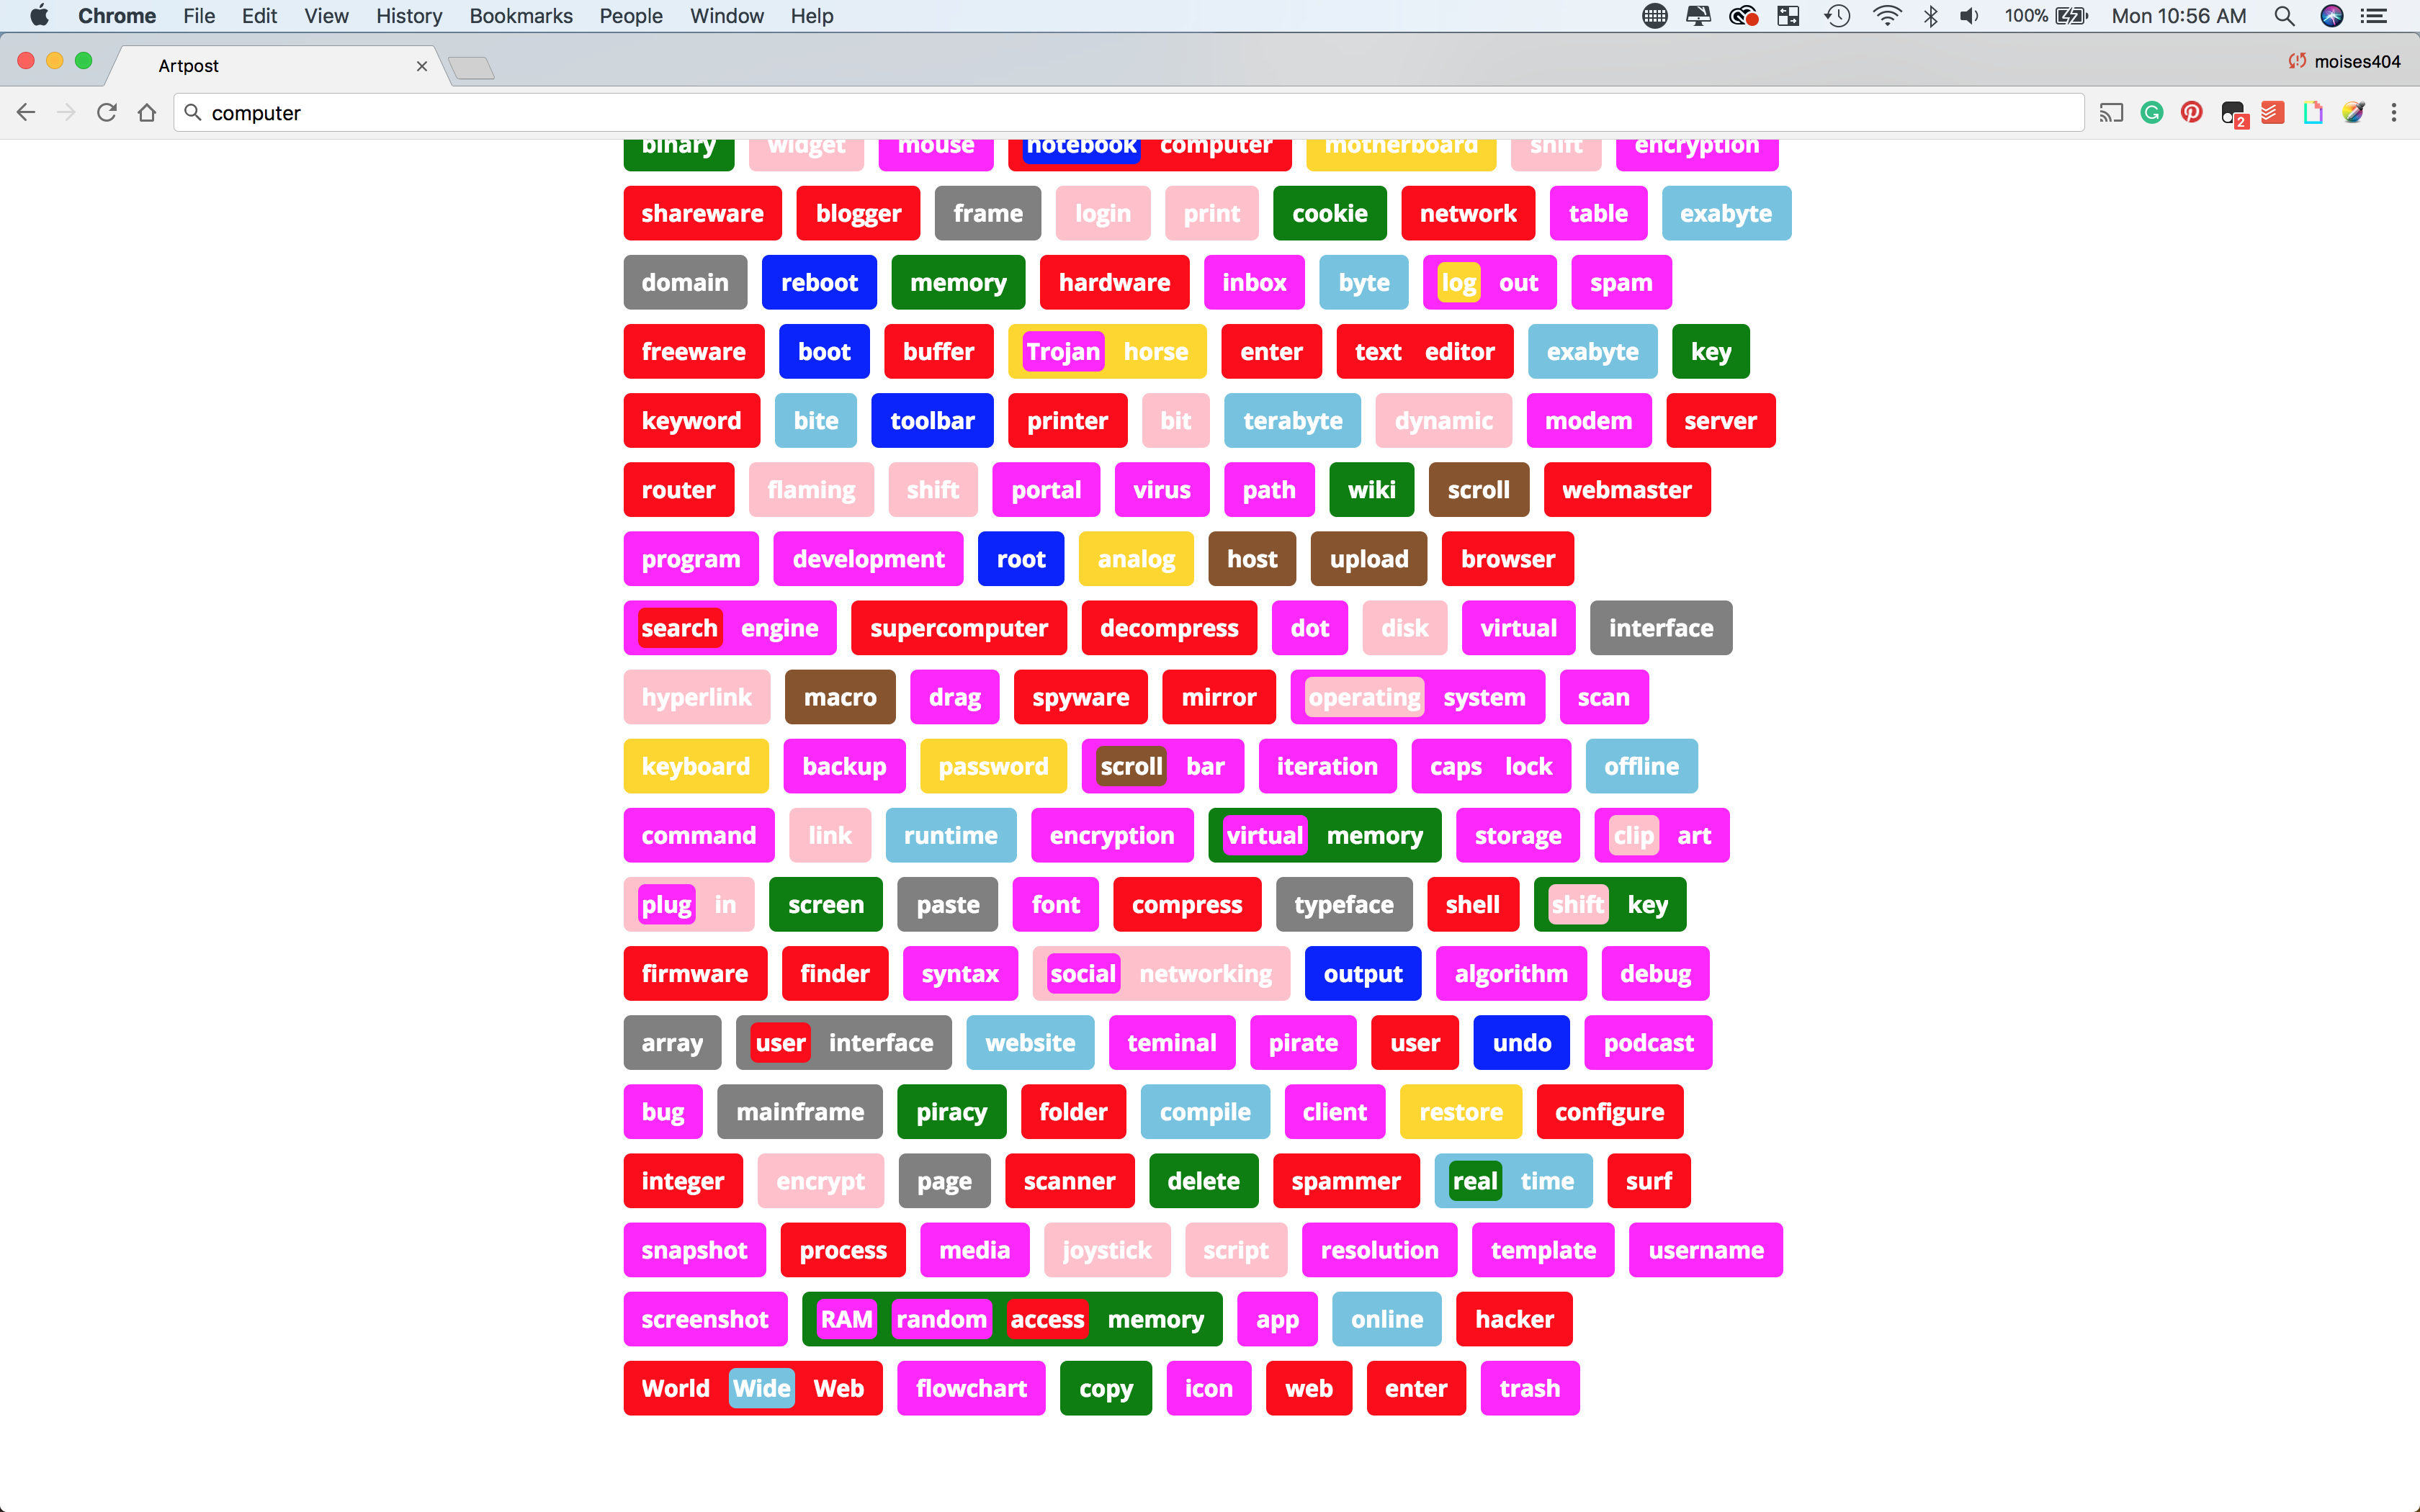 Chrome File Edit View History Bookmarks People Window Help 100% Mon 10:56 AM
Artpost moises404
computer 2
binary widget mouse notebook computer motherboard shift encryption
shareware blogger frame login print cookie network table exabyte
domain reboot memory hardware inbox byte log out spam
freeware boot buffer Trojan horse enter text editor exabyte key
keyword bite toolbar printer bit terabyte dynamic modem server
router flaming shift portal virus path wiki scroll webmaster
program development root analog host upload browser
search engine supercomputer decompress dot disk virtual interface
hyperlink macro drag spyware mirror operating system scan
keyboard backup password scroll bar iteration caps lock offline
command link runtime encryption virtual memory storage clip art
plug in screen paste font compress typeface shell shift key
firmware finder syntax social networking output algorithm debug
array user interface website teminal pirate user undo podcast
bug mainframe piracy folder compile client restore configure
integer encrypt page scanner delete spammer real time surf
snapshot process media joystick script resolution template username
screenshot RAM random access memory app online hacker
World Wide Web flowchart copy icon web enter trash